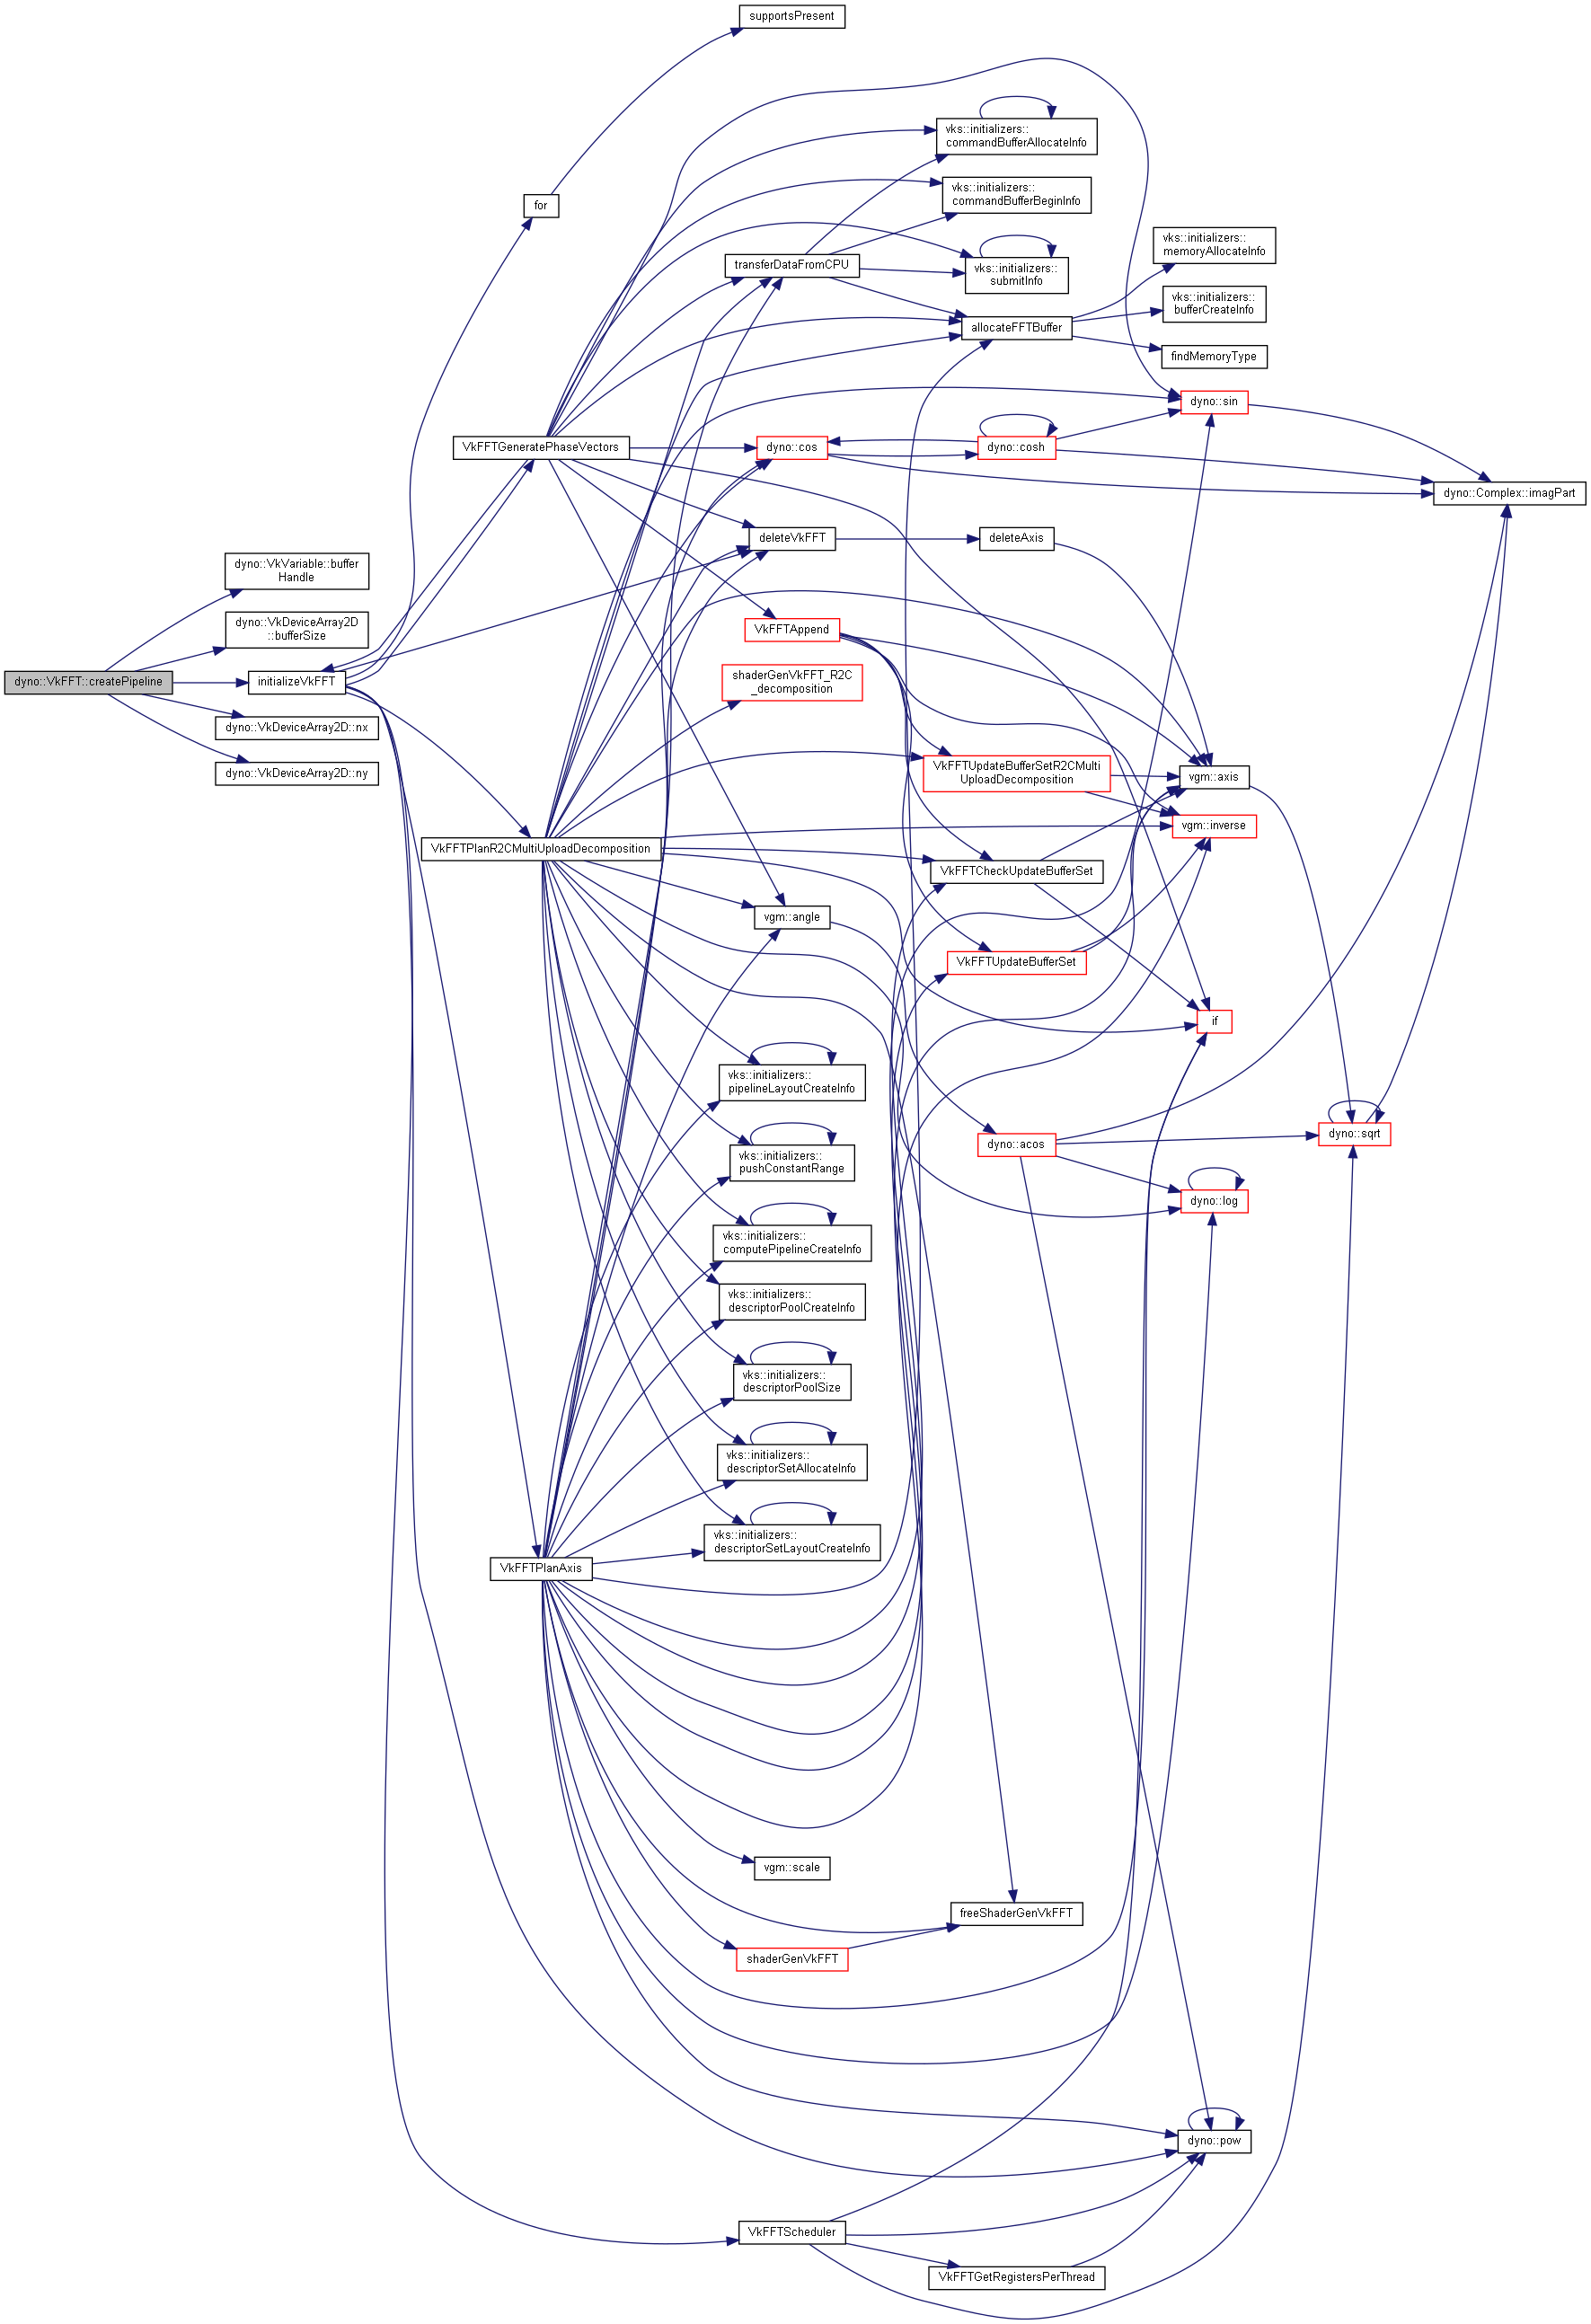 supportsPresent
vks::initializers::
commandBufferAllocateInfo
vks::initializers::
commandBufferBeginInfo
for
vks::initializers::
memoryAllocateInfo
transferDataFromCPU
vks::initializers::
submitInfo
vks::initializers::
bufferCreateInfo
allocateFFTBuffer
findMemoryType
dyno::sin
VkFFTGeneratePhaseVectors
dyno::cos
dyno::cosh
dyno::Complex::imagPart
deleteVkFFT
deleteAxis
dyno::VkVariable::buffer
Handle
dyno::VkDeviceArray2D
::bufferSize
VkFFTAppend
dyno::VkFFT::createPipeline
initializeVkFFT
shaderGenVkFFT_R2C
_decomposition
dyno::VkDeviceArray2D::nx
dyno::VkDeviceArray2D::ny
VkFFTUpdateBufferSetR2CMulti
UploadDecomposition
vgm::axis
vgm::inverse
VkFFTPlanR2CMultiUploadDecomposition
VkFFTCheckUpdateBufferSet
vgm::angle
VkFFTUpdateBufferSet
if
vks::initializers::
pipelineLayoutCreateInfo
dyno::acos
dyno::sqrt
vks::initializers::
pushConstantRange
dyno::log
vks::initializers::
computePipelineCreateInfo
vks::initializers::
descriptorPoolCreateInfo
vks::initializers::
descriptorPoolSize
vks::initializers::
descriptorSetAllocateInfo
vks::initializers::
descriptorSetLayoutCreateInfo
VkFFTPlanAxis
vgm::scale
freeShaderGenVkFFT
shaderGenVkFFT
dyno::pow
VkFFTScheduler
VkFFTGetRegistersPerThread